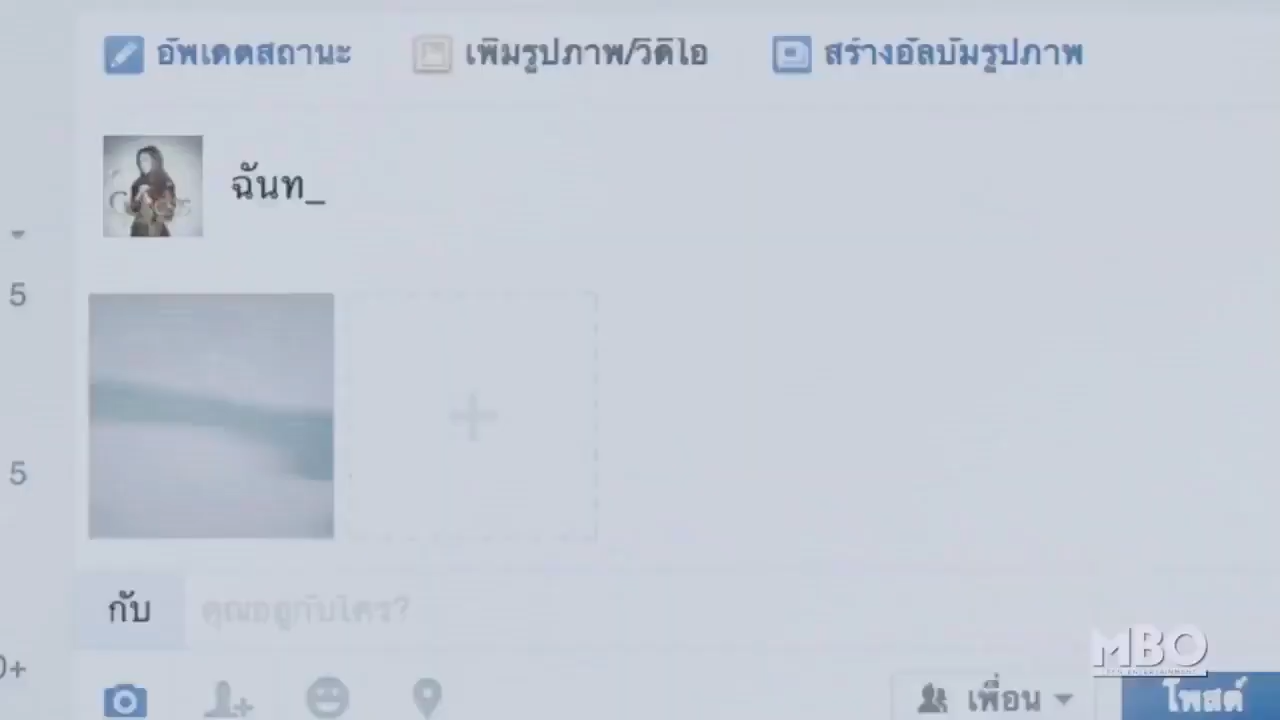 อัพเดตสถานะ เพิ่มรูปภาพ/วิดีโอ สร้างอัลบั้มรูปภาพ
ฉันท_
5
5
กับ คุณอยู่กับใคร?
0+
เพื่อน โพสต์
MBO